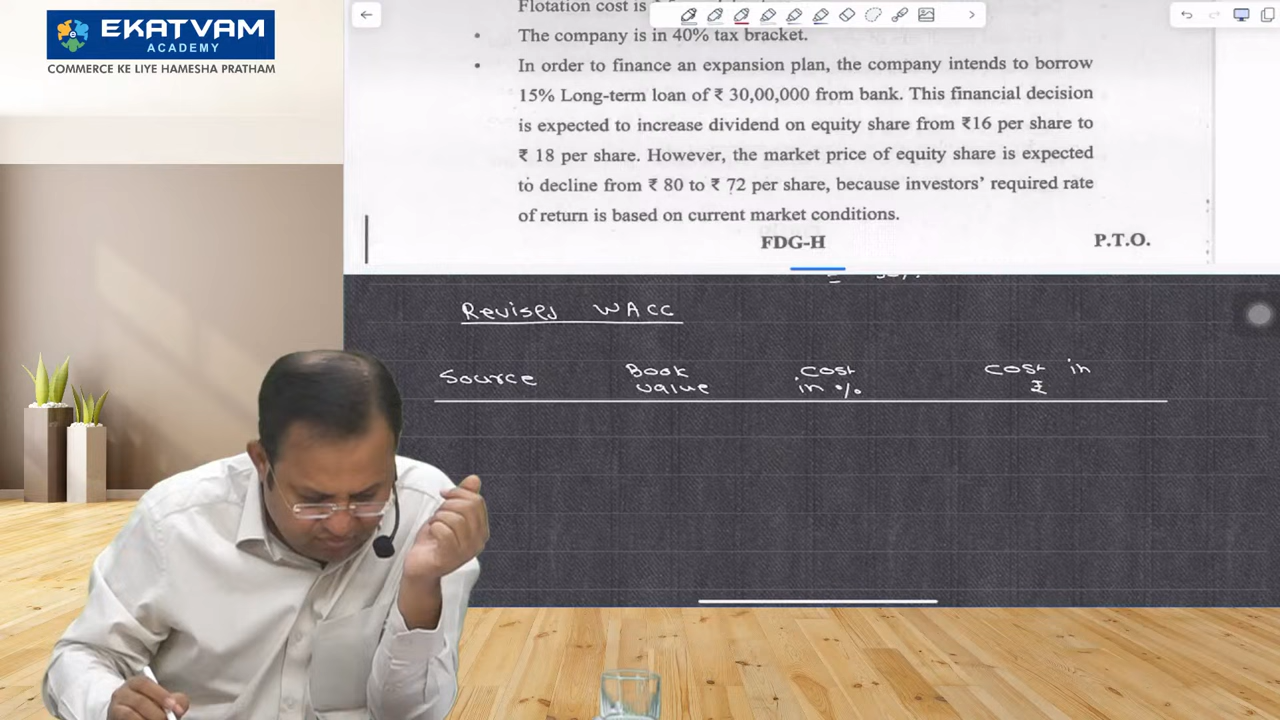 EKATVAM
ACADEMY
COMMERCE KE LIYE HAMESHA PRATHAM
Flotation cost is
• The company is in 40% tax bracket.
• In order to finance an expansion plan, the company intends to borrow
15% Long-term loan of ₹ 30,00,000 from bank. This financial decision
is expected to increase dividend on equity share from ₹16 per share to
₹ 18 per share. However, the market price of equity share is expected
to decline from ₹ 80 to ₹ 72 per share, because investors' required rate
of return is based on current market conditions.
FDG-H P.T.O.
Revised WACC
Source Book value Cost in % Cost in ₹